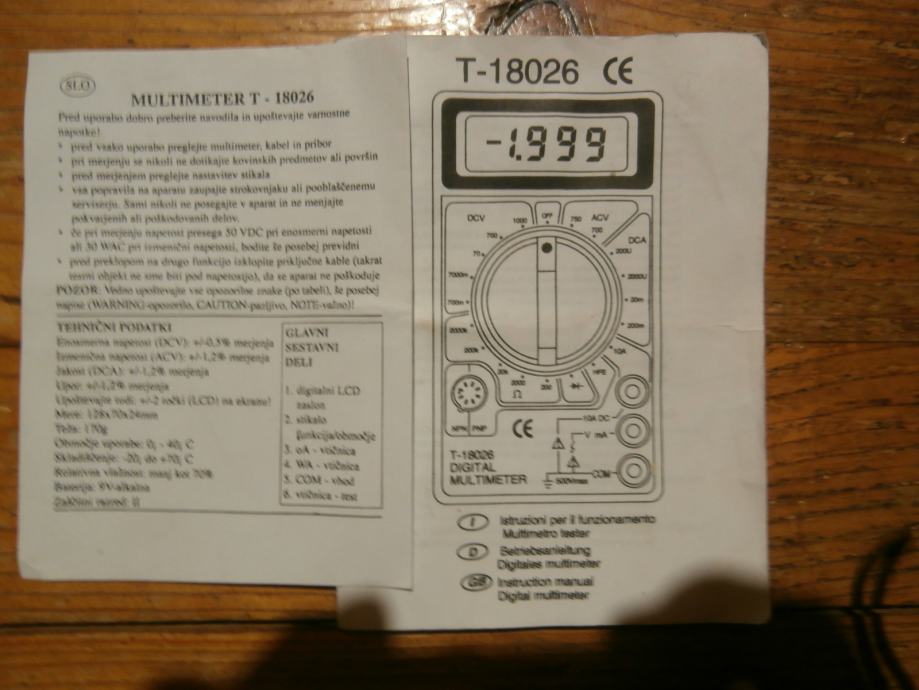 SLO
MULTIMETER T - 18026
Pred uporabo dobro preberite navodila in upoštevajte varnostne
napotke!
pred vsako uporabo preglejte multimeter, kabel in pribor
pri merjenju se nikoli ne dotikajte kovinskih predmetov ali površin
pred merjenjem preglejte nastavitev stikala
vsa popravila na aparatu zaupajte strokovnjaku ali pooblaščenemu
serviserju. Sami nikoli ne posegajte v aparat in ne menjajte
pokvarjenih ali poškodovanih delov.
če pri merjenju napetost presega 50 VDC pri enosmerni napetosti
ali 30 WAC pri izmenični napetosti, bodite še posebej previdni
pred preklopom na drugo funkcijo izklopite priključne kable (takrat
testni objekt ne sme biti pod napetostjo), da se aparat ne poškoduje
POZOR: Vedno upoštevajte vse opozorilne znake (po tabeli), še posebej
napise (WARNING-opozorilo, CAUTION-pazljivo, NOTE-važno)!
TEHNIČNI PODATKI
Enosmerna napetost (DCV): +/-0,5% merjenja
Izmenična napetost (ACV): +/-1,2% merjenja
Jakost (DCA): +/-1,2% merjenja
Upor: +/-1,2% merjenja
Upoštevajte tudi: +/-2 točki (LCD) na ekranu!
Mere: 128x70x24mm
Teža: 170g
Območje uporabe: 0, - 40, C
Skladiščenje: -20, do +70, C
Relativna vlažnost: manj kot 70%
Baterija: 9V-alkalna
Zaščitni razred: II
GLAVNI
SESTAVNI
DELI
1. digitalni LCD
zaslon
2. stikalo
funkcija/območje
3. oA - vtičnica
4. WA - vtičnica
5. COM - vhod
6. vtičnica - test
T-18026 CE
-1.999
DCV 1000 OFF 750 ACV
700 700 DCA
70 200U
7000m 2000U
700m 20m
2000k 200m
200k 10A
20k 2000 200 HFE
Ω
NPN PNP
CE
10A DC
V mA
COM
500Vmax
T-18026
DIGITAL
MULTIMETER
I Istruzioni per il funzionamento
Multimetro tester
D Betriebsanleitung
Digitales multimeter
GB Instruction manual
Digital multimeter